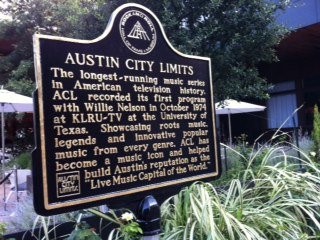 AUSTIN CITY LIMITS
The longest-running music series
in American television history,
ACL recorded its first program
with Willie Nelson in October 1974
at KLRU-TV at the University of
Texas. Showcasing roots music,
legends and innovative popular
music from every genre, ACL has
become a music icon and helped
build Austin's reputation as the
"Live Music Capital of the World."
AUSTIN
CITY
LIMITS